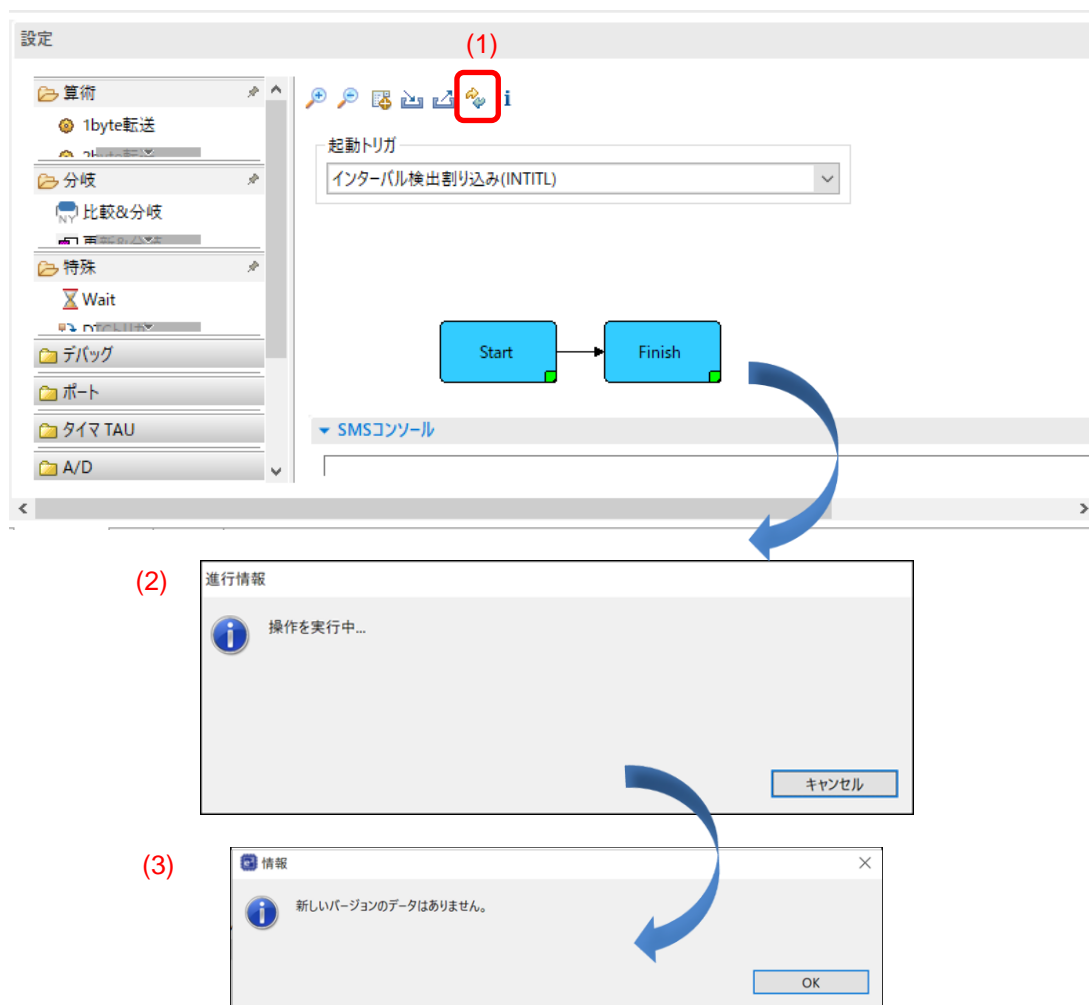 設定
(1)
算術
1byte転送
分岐
比較&分岐
NY
特殊
Wait
デバッグ
ポート
タイマ TAU
A/D
i
起動トリガ
インターバル検出割り込み(INTITL)
Start
Finish
SMSコンソール
(2)
進行情報
操作を実行中...
キャンセル
(3)
情報
新しいバージョンのデータはありません。
OK